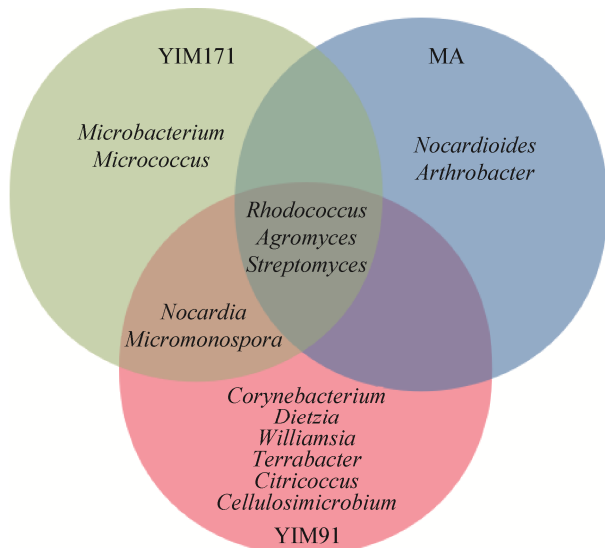 YIM171
MA
Microbacterium
Micrococcus
Nocardioides
Arthrobacter
Rhodococcus
Agromyces
Streptomyces
Nocardia
Micromonospora
Corynebacterium
Dietzia
Williamsia
Terrabacter
Citricoccus
Cellulosimicrobium
YIM91